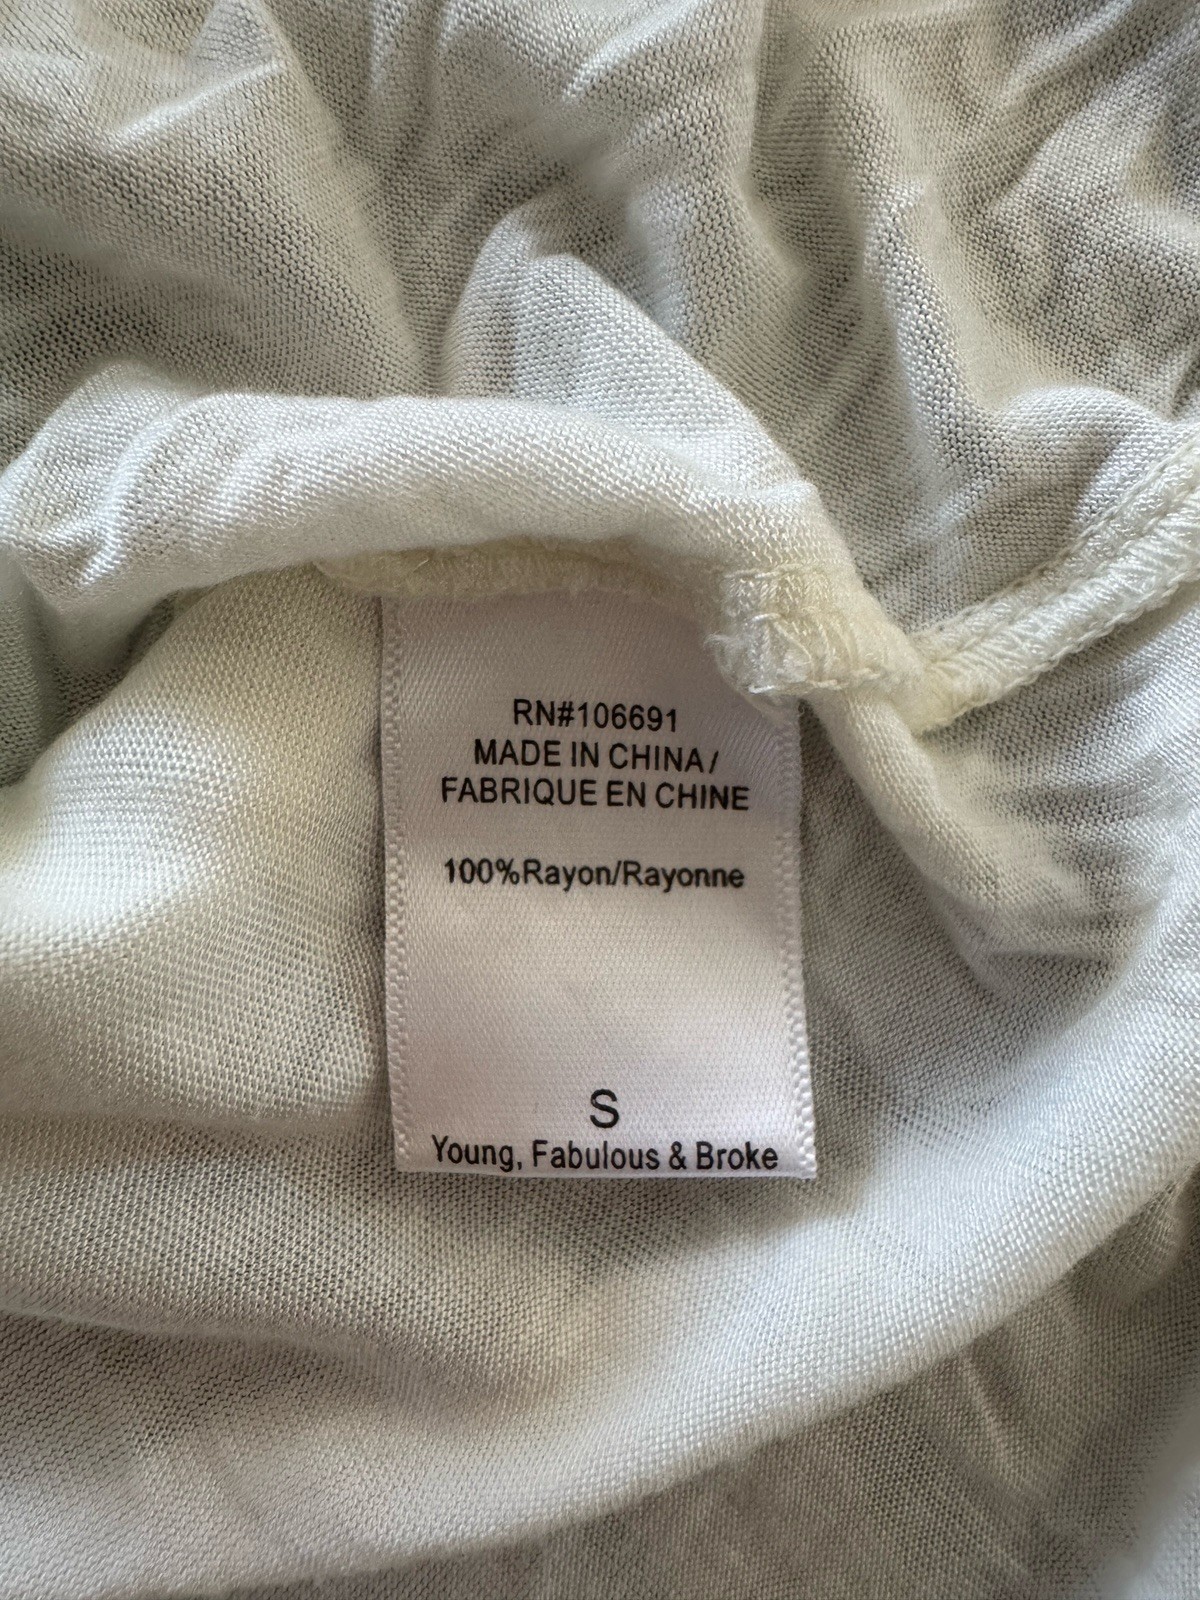 RN#106691
MADE IN CHINA/
FABRIQUE EN CHINE
100%Rayon/Rayonne
S
Young, Fabulous & Broke